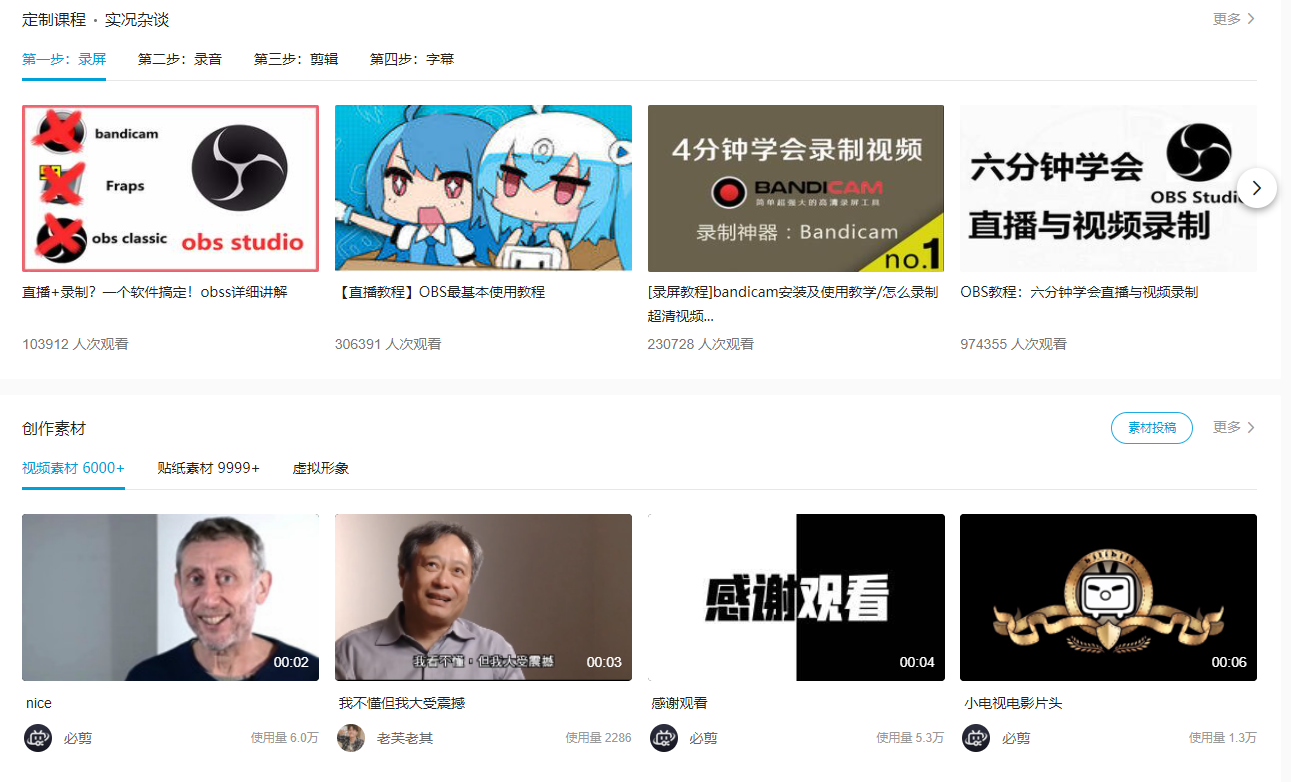 定制课程 · 实况杂谈
更多
第一步：录屏
第二步：录音
第三步：剪辑
第四步：字幕
bandicam
Fraps
obs classic
obs studio
4分钟学会录制视频
BANDICAM
简单超强大的高清录屏工具
录制神器：Bandicam
no.1
六分钟学会
OBS Studio
直播与视频录制
直播+录制？一个软件搞定！obss详细讲解
【直播教程】OBS最基本使用教程
[录屏教程]bandicam安装及使用教学/怎么录制
超清视频...
OBS教程：六分钟学会直播与视频录制
103912 人次观看
306391 人次观看
230728 人次观看
974355 人次观看
创作素材
素材投稿
更多
视频素材 6000+
贴纸素材 9999+
虚拟形象
00:02
我看不懂，但我大受震撼
00:03
感谢观看
00:04
00:06
nice
我不懂但我大受震撼
感谢观看
小电视电影片头
必剪
使用量 6.0万
老芙老其
使用量 2286
必剪
使用量 5.3万
必剪
使用量 1.3万